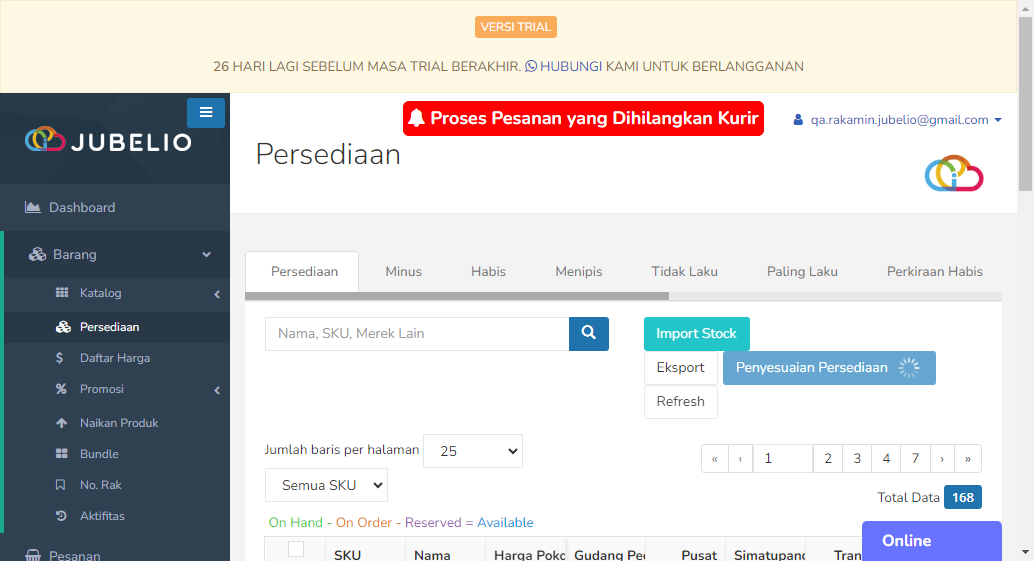 VERSI TRIAL
26 HARI LAGI SEBELUM MASA TRIAL BERAKHIR. HUBUNGI KAMI UNTUK BERLANGGANAN
JUBELIO
Proses Pesanan yang Dihilangkan Kurir
qa.rakamin.jubelio@gmail.com
Persediaan
Dashboard
Barang
Katalog
Persediaan
Daftar Harga
Promosi
Naikan Produk
Bundle
No. Rak
Aktifitas
Pesanan
Persediaan Minus Habis Menipis Tidak Laku Paling Laku Perkiraan Habis
Nama, SKU, Merek Lain
Import Stock
Eksport Penyesuaian Persediaan
Refresh
Jumlah baris per halaman 25
« ‹ 1 2 3 4 7 › »
Semua SKU
Total Data 168
On Hand - On Order - Reserved = Available
Online
SKU Nama Harga Poko Gudang Pusat Simatupang Tran